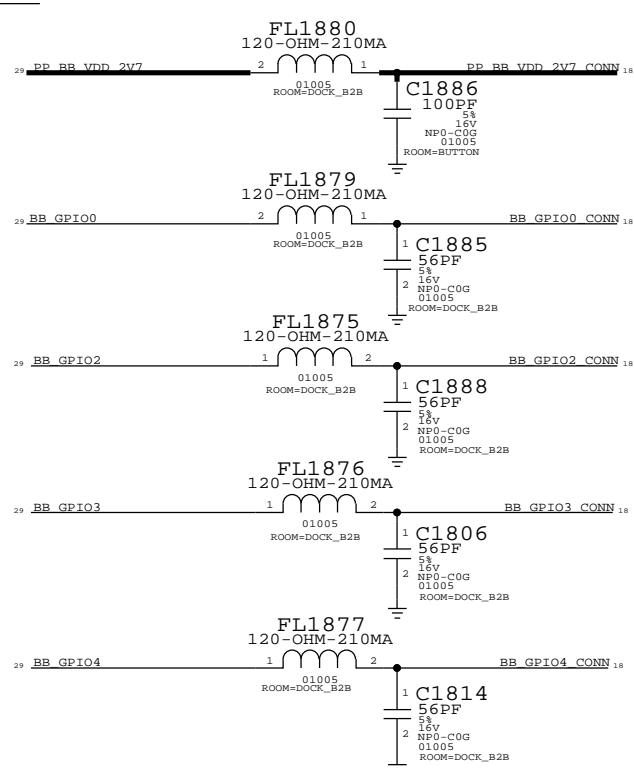 FL1880
120-OHM-210MA
29 PP_BB_VDD_2V7 2 1 PP_BB_VDD_2V7_CONN 18
01005
ROOM=DOCK_B2B
C1886
100PF
5%
16V
NP0-C0G
01005
ROOM=BUTTON
FL1879
120-OHM-210MA
29 BB_GPIO0 2 1 BB_GPIO0_CONN 18
01005
ROOM=DOCK_B2B
1 C1885
56PF
5%
2 16V
NP0-C0G
01005
ROOM=DOCK_B2B
FL1875
120-OHM-210MA
29 BB_GPIO2 1 2 BB_GPIO2_CONN 18
01005
ROOM=DOCK_B2B
1 C1888
56PF
5%
16V
2 NP0-C0G
01005
ROOM=DOCK_B2B
FL1876
120-OHM-210MA
29 BB_GPIO3 1 2 BB_GPIO3_CONN 18
01005
ROOM=DOCK_B2B
1 C1806
56PF
5%
16V
2 NP0-C0G
01005
ROOM=DOCK_B2B
FL1877
120-OHM-210MA
29 BB_GPIO4 1 2 BB_GPIO4_CONN 18
01005
ROOM=DOCK_B2B
1 C1814
56PF
5%
16V
2 NP0-C0G
01005
ROOM=DOCK_B2B